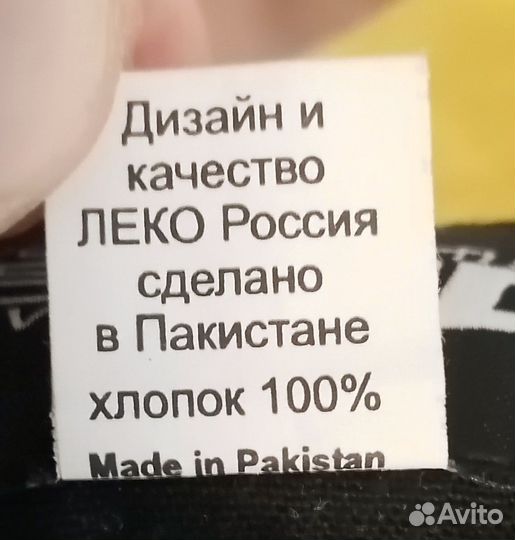 Дизайн и
качество
ЛЕКО Россия
сделано
в Пакистане
хлопок 100%
Made in Pakistan
Avito